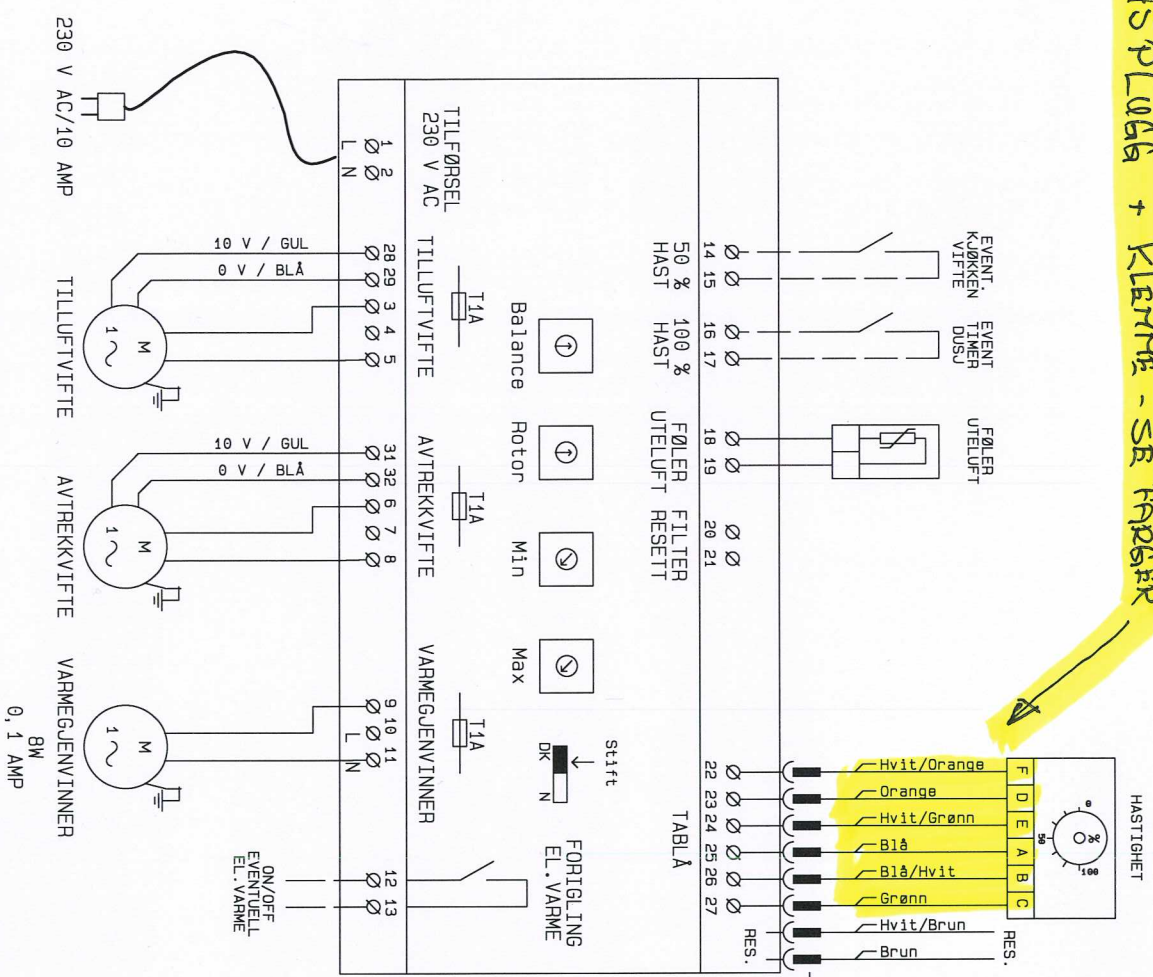 + KLEMME - SE FARGER
HASTIGHET
0
50
100
%
F D E A B C
Hvit/Orange
Orange
Hvit/Grønn
Blå
Blå/Hvit
Grønn
Hvit/Brun
Brun
RES.
RES.
22 23 24 25 26 27
TABLÅ
EVENT.
KJØKKEN
VIFTE
EVENT
TIMER
DUSJ
FØLER
UTELUFT
14 15
16 17
18 19
20 21
50 %
HAST
100 %
HAST
FØLER
UTELUFT
FILTER
RESETT
Balance
Rotor
Min
Max
Stift
DK N
T1A
T1A
T1A
FORIGLING
EL.VARME
TILFØRSEL
230 V AC
TILLUFTVIFTE
AVTREKKVIFTE
VARMEGJENVINNER
1 2
L N
28 29 3 4 5
31 32 6 7 8
9 10 11
L N
12 13
10 V / GUL
0 V / BLÅ
10 V / GUL
0 V / BLÅ
M
1
M
1
M
1
ON/OFF
EVENTUELL
EL.VARME
230 V AC/10 AMP
TILLUFTVIFTE
AVTREKKVIFTE
VARMEGJENVINNER
8W
0,1 AMP